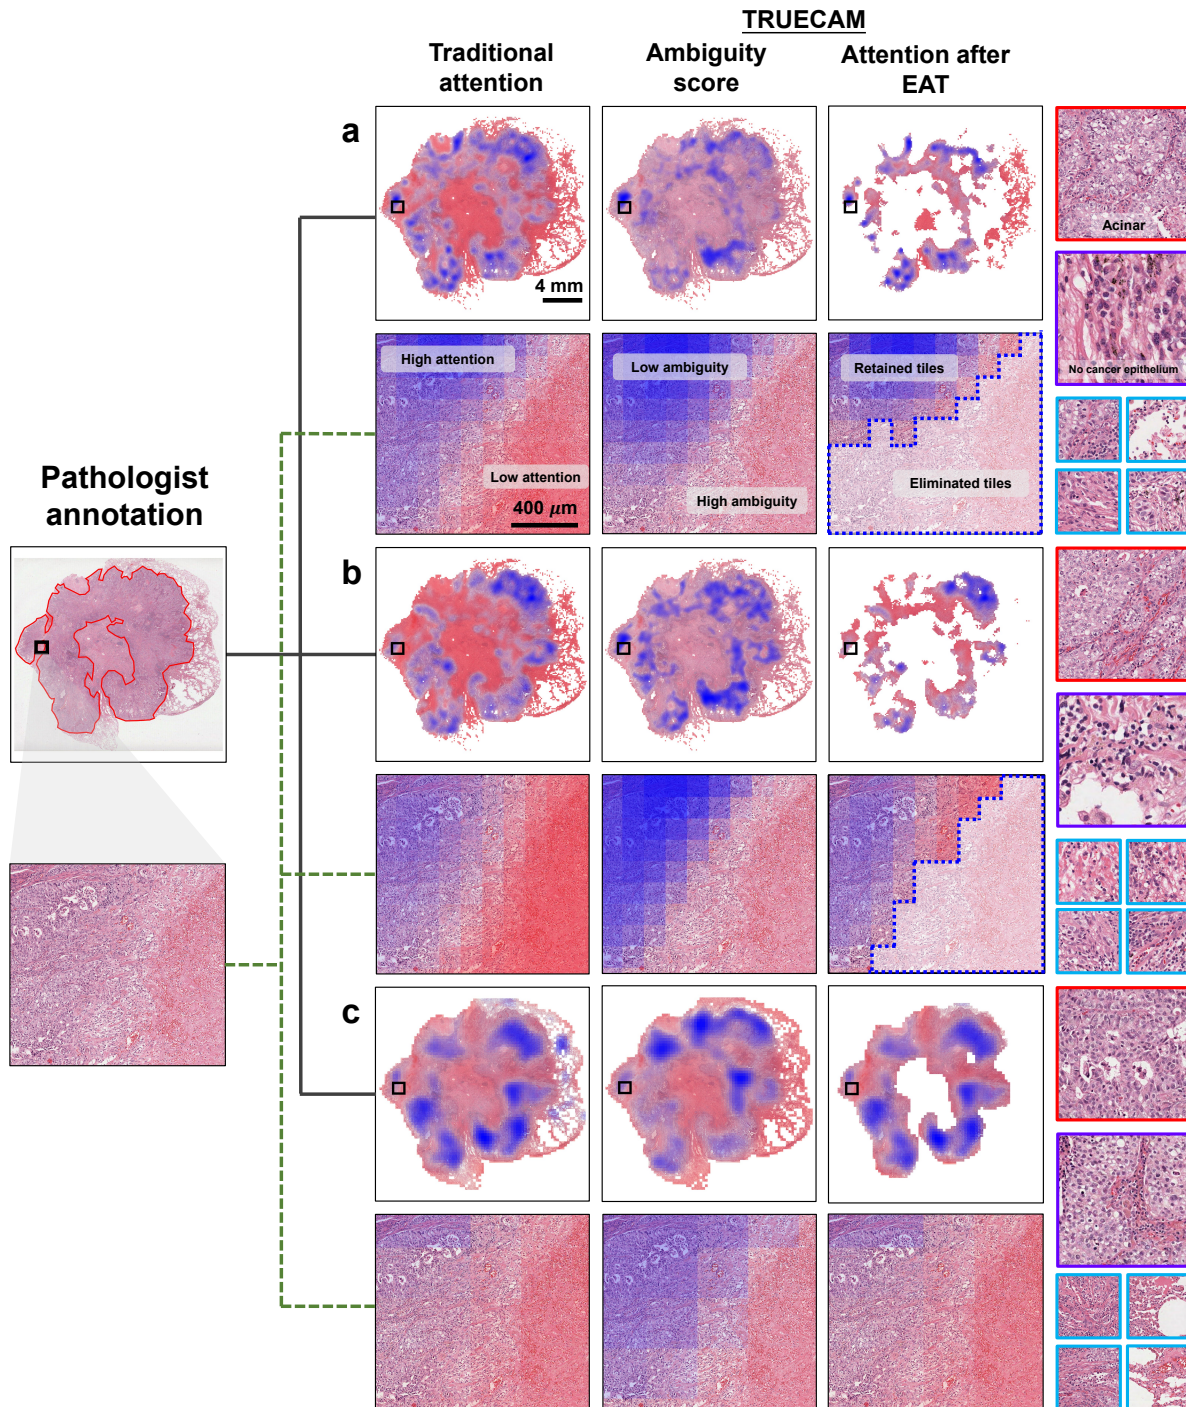 TRUECAM
Traditional
attention
Ambiguity
score
Attention after
EAT
a
4 mm
Acinar
No cancer epithelium
High attention
Low attention
400 μm
Low ambiguity
High ambiguity
Retained tiles
Eliminated tiles
Pathologist
annotation
b
c